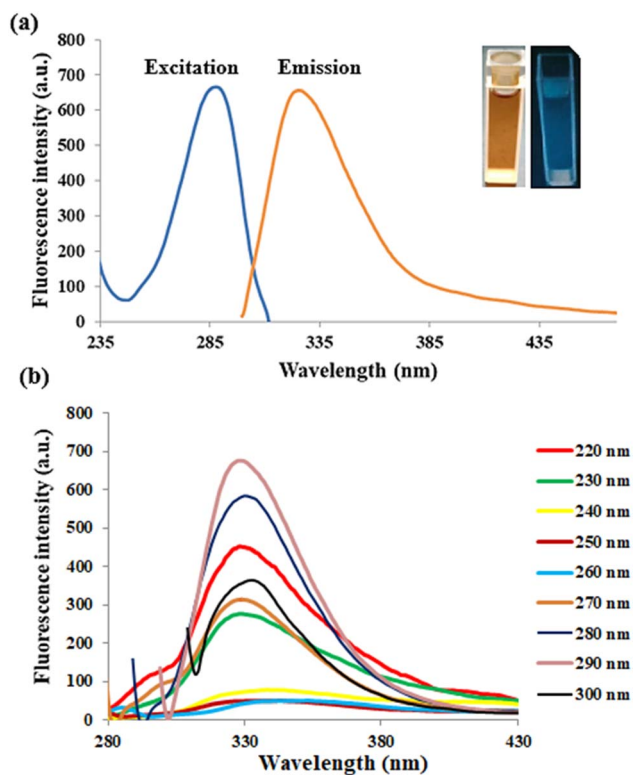 (a)
Fluorescence intensity (a.u.)
800
700
600
500
400
300
200
100
0
Excitation Emission
235 285 335 385 435
Wavelength (nm)
(b)
Fluorescence intensity (a.u.)
800
700
600
500
400
300
200
100
0
280 330 380 430
Wavelength (nm)
220 nm
230 nm
240 nm
250 nm
260 nm
270 nm
280 nm
290 nm
300 nm